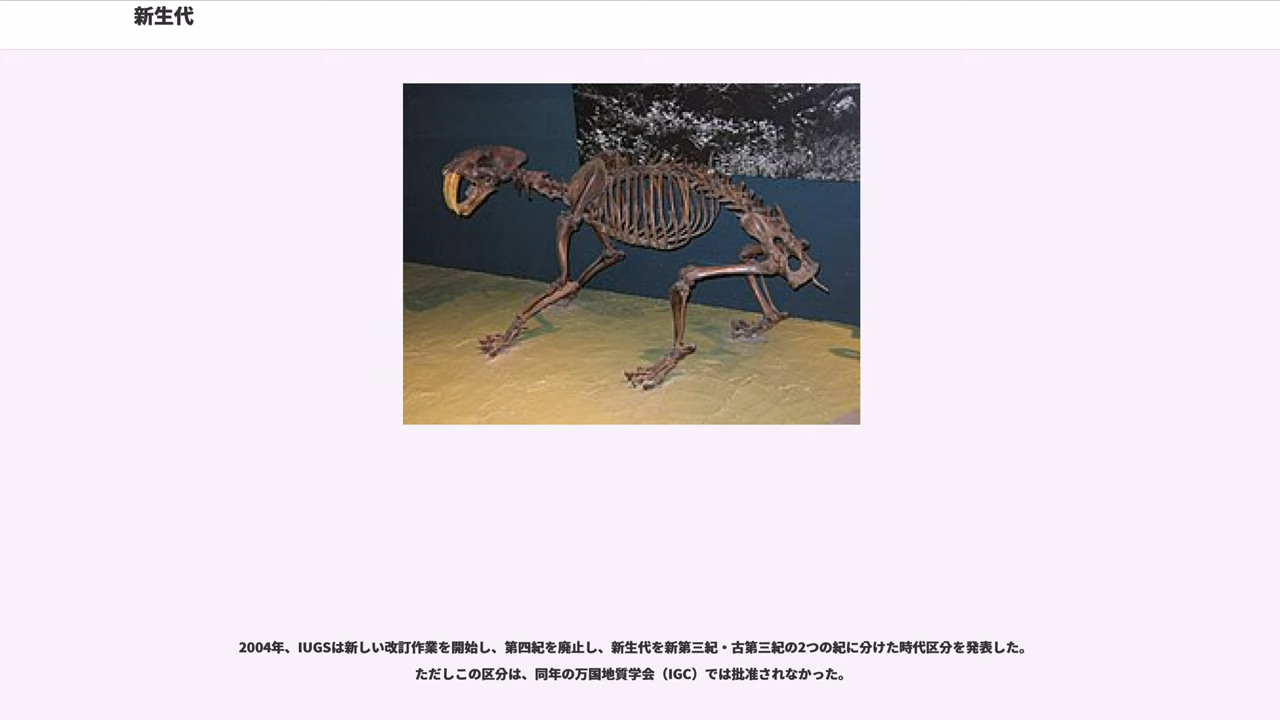 新生代
2004年、IUGSは新しい改訂作業を開始し、第四紀を廃止し、新生代を新第三紀・古第三紀の2つの紀に分けた時代区分を発表した。
ただしこの区分は、同年の万国地質学会（IGC）では批准されなかった。